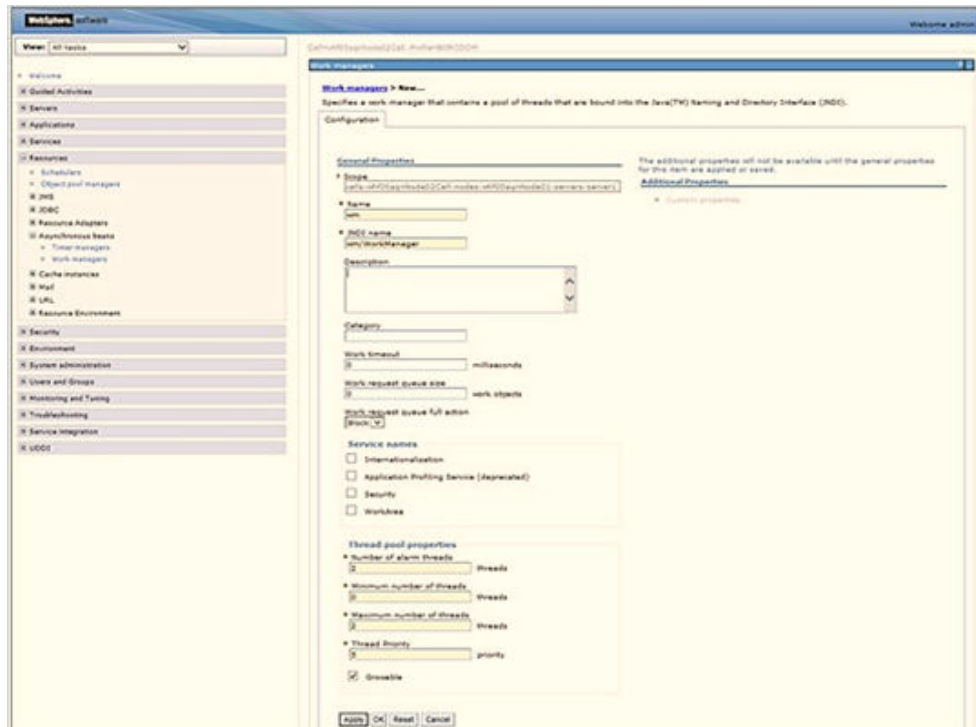 WebSphere. software
Welcome admin
View: All tasks
Welcome
Guided Activities
Servers
Applications
Services
Resources
Schedulers
Object pool managers
JMS
JDBC
Resource Adapters
Asynchronous beans
Timer managers
Work managers
Cache instances
Mail
URL
Resource Environment
Security
Environment
System administration
Users and Groups
Monitoring and Tuning
Troubleshooting
Service integration
UDDI
Work managers
?
Work managers > New...
Specifies a work manager that contains a pool of threads that are bound into the Java(TM) Naming and Directory Interface (JNDI).
Configuration
General Properties
* Scope
* Name
wm
* JNDI name
wm/WorkManager
Description
Category
Work timeout
0 milliseconds
Work request queue size
0 work objects
Work request queue full action
Block
Service names
Internationalization
Application Profiling Service (deprecated)
Security
WorkArea
Thread pool properties
* Number of alarm threads
2 threads
* Minimum number of threads
0 threads
* Maximum number of threads
2 threads
* Thread Priority
5 priority
Growable
Apply OK Reset Cancel
The additional properties will not be available until the general properties
for this item are applied or saved.
Additional Properties
Custom properties